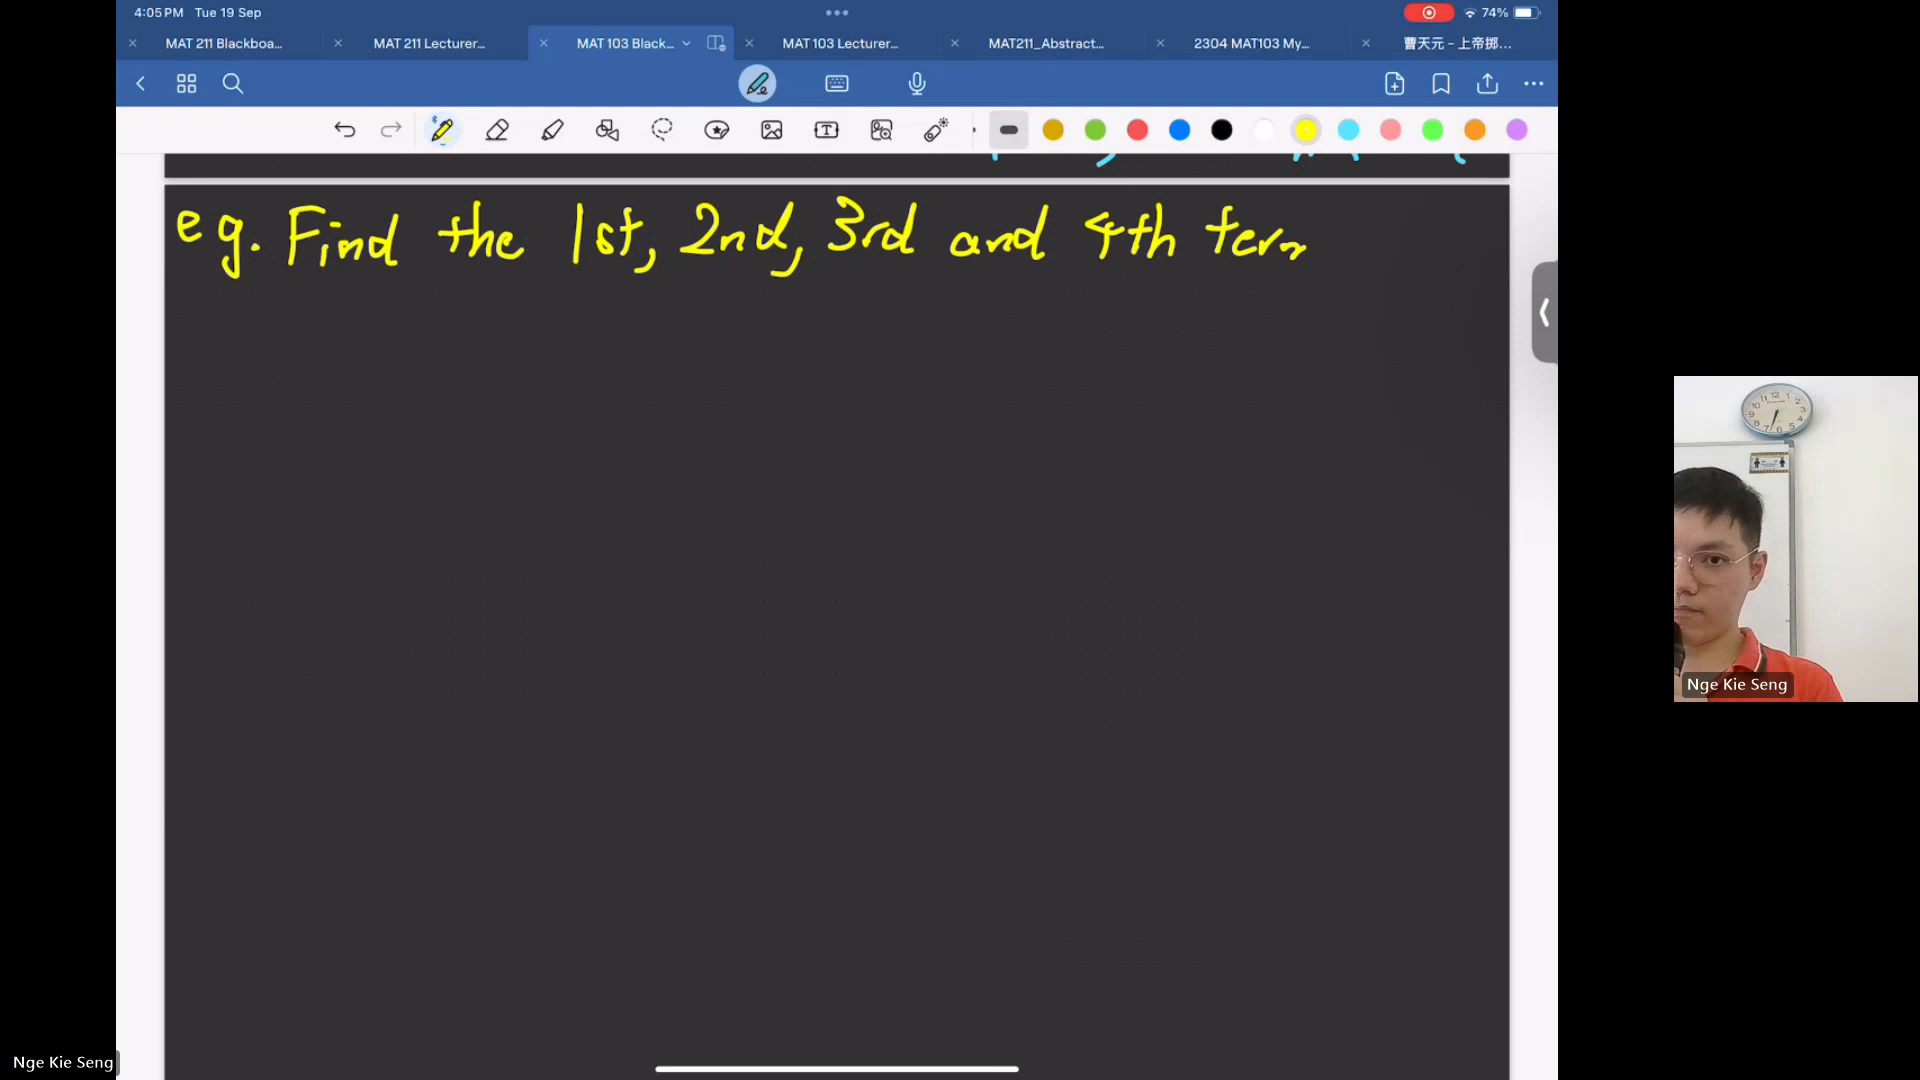 4:05 PM Tue 19 Sep
74%
MAT 211 Blackboa...
MAT 211 Lecturer...
MAT 103 Black...
MAT 103 Lecturer...
MAT211_Abstract...
2304 MAT103 My...
曹天元 - 上帝掷...
eg. Find the 1st, 2nd, 3rd and 4th term
Nge Kie Seng
Nge Kie Seng